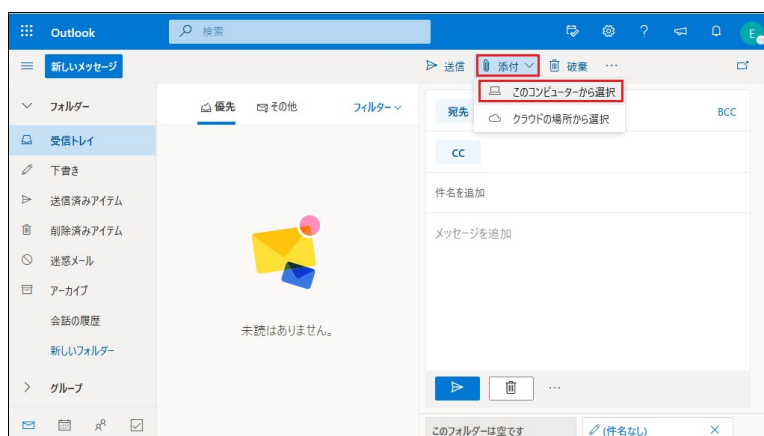 Outlook
検索
E
新しいメッセージ
送信
添付
破棄
フォルダー
優先
その他
フィルター
このコンピューターから選択
クラウドの場所から選択
宛先
BCC
受信トレイ
CC
下書き
送信済みアイテム
件名を追加
削除済みアイテム
メッセージを追加
迷惑メール
アーカイブ
会話の履歴
未読はありません。
新しいフォルダー
グループ
このフォルダーは空です
(件名なし)